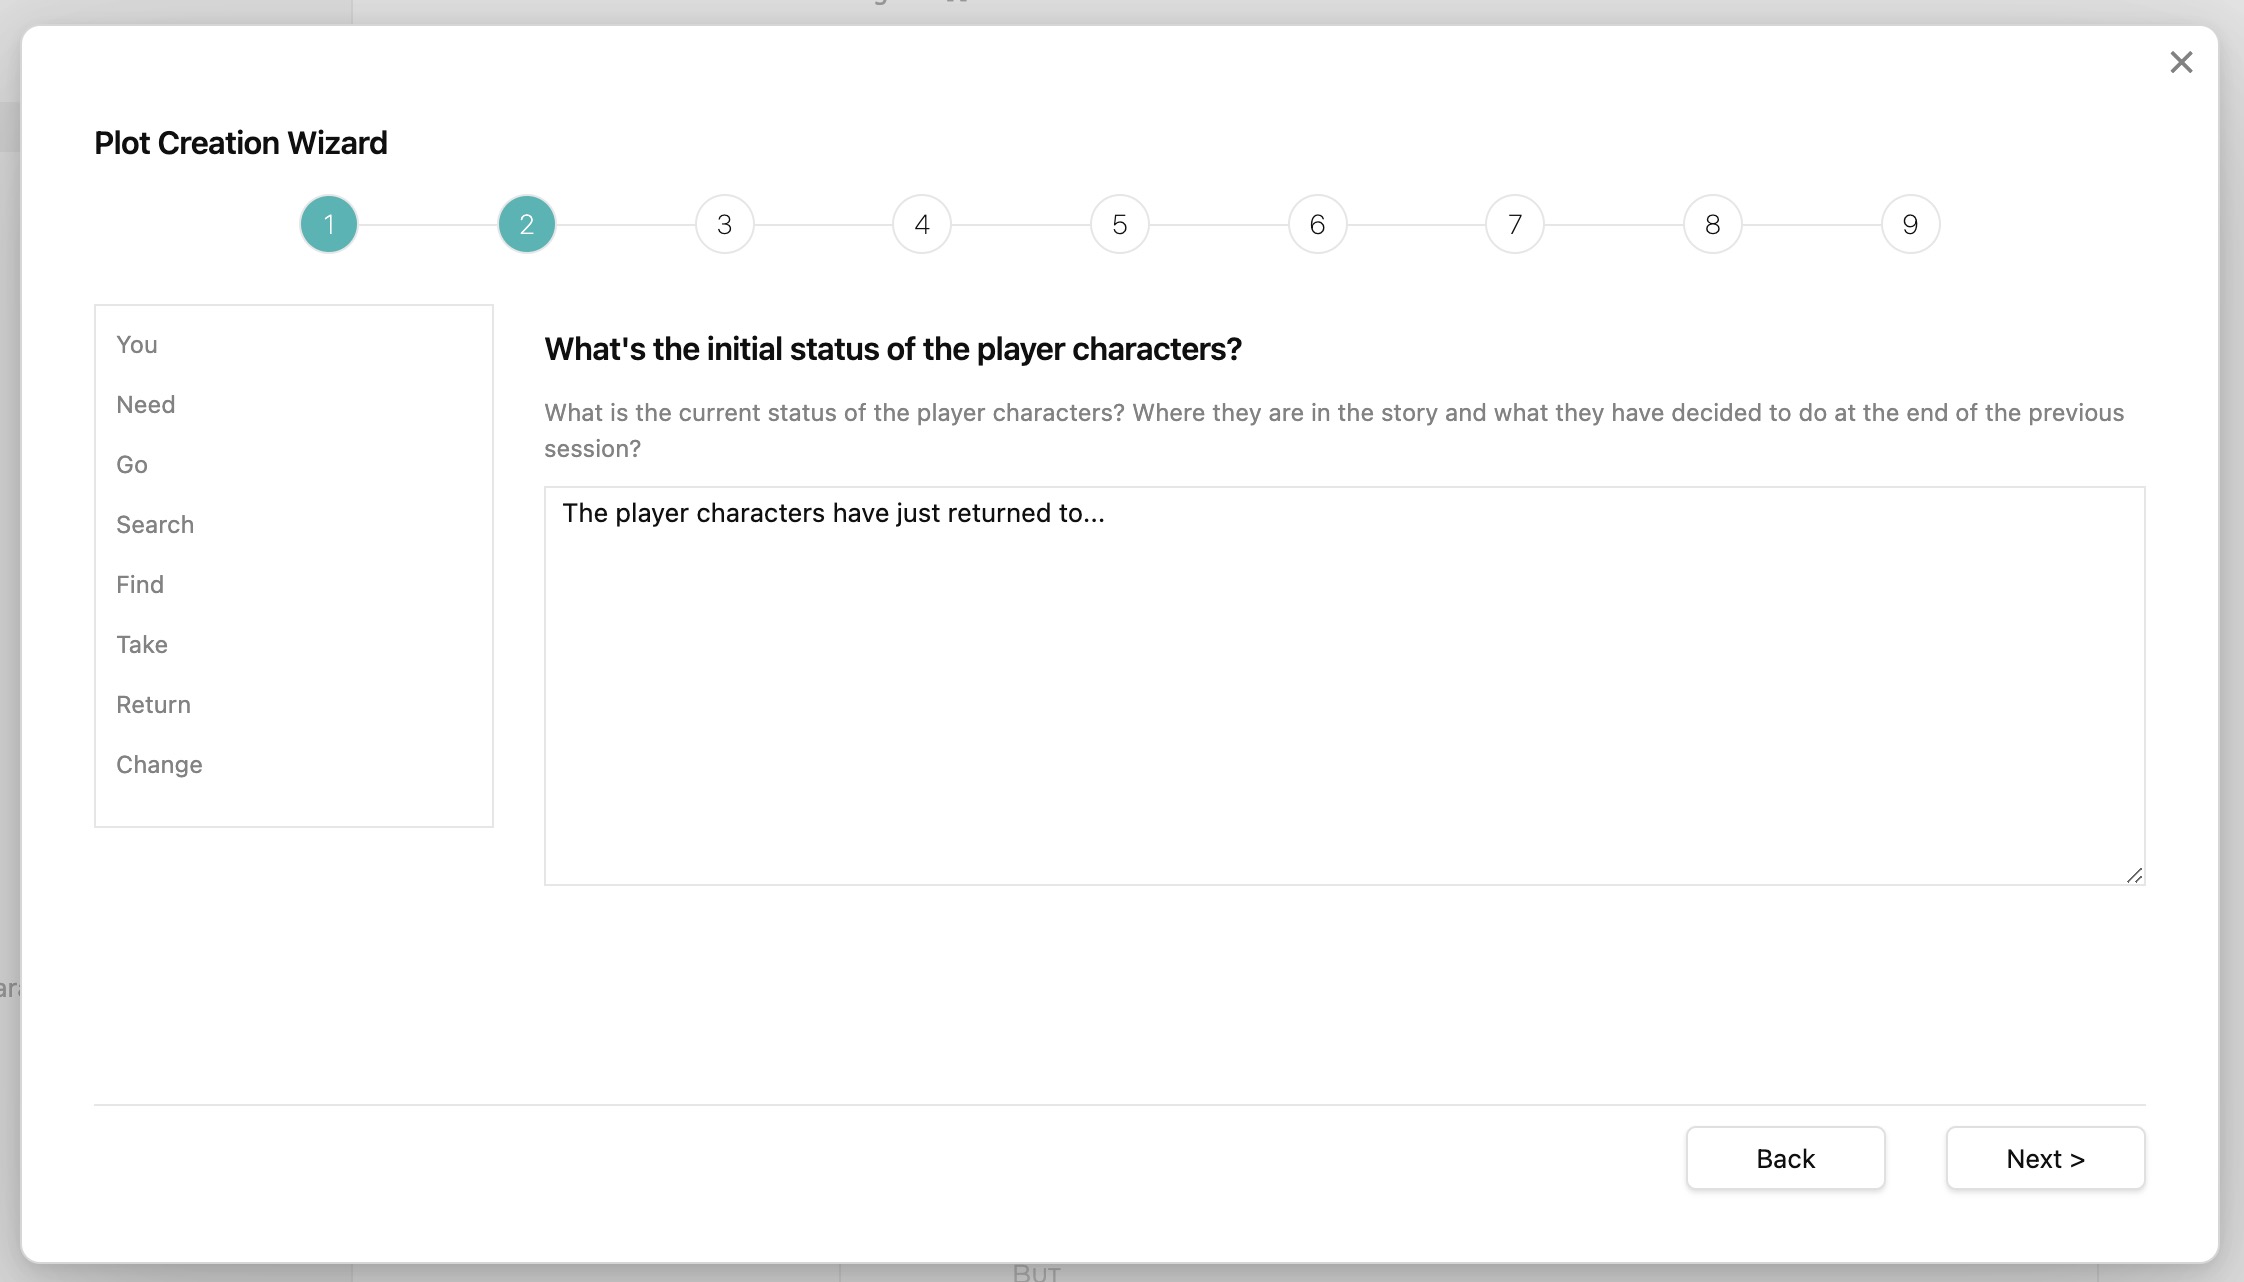 Plot Creation Wizard
1 2 3 4 5 6 7 8 9
You
Need
Go
Search
Find
Take
Return
Change
What's the initial status of the player characters?
What is the current status of the player characters? Where they are in the story and what they have decided to do at the end of the previous
session?
The player characters have just returned to...
Back
Next >
BUT